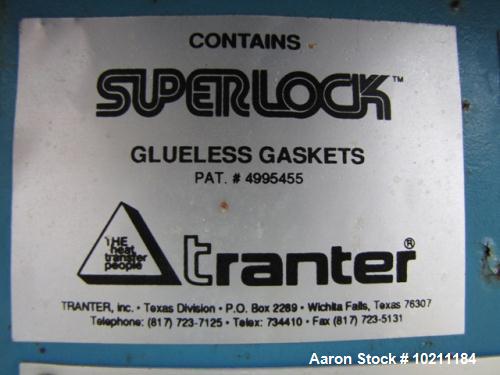 CONTAINS
SUPERLOCK™
GLUELESS GASKETS
PAT. # 4995455
THE
heat
transfer
people
tranter®
TRANTER, inc. • Texas Division • P.O. Box 2289 • Wichita Falls, Texas 76307
Telephone: (817) 723-7125 • Telex: 734410 • Fax (817) 723-5131
Aaron Stock # 10211184